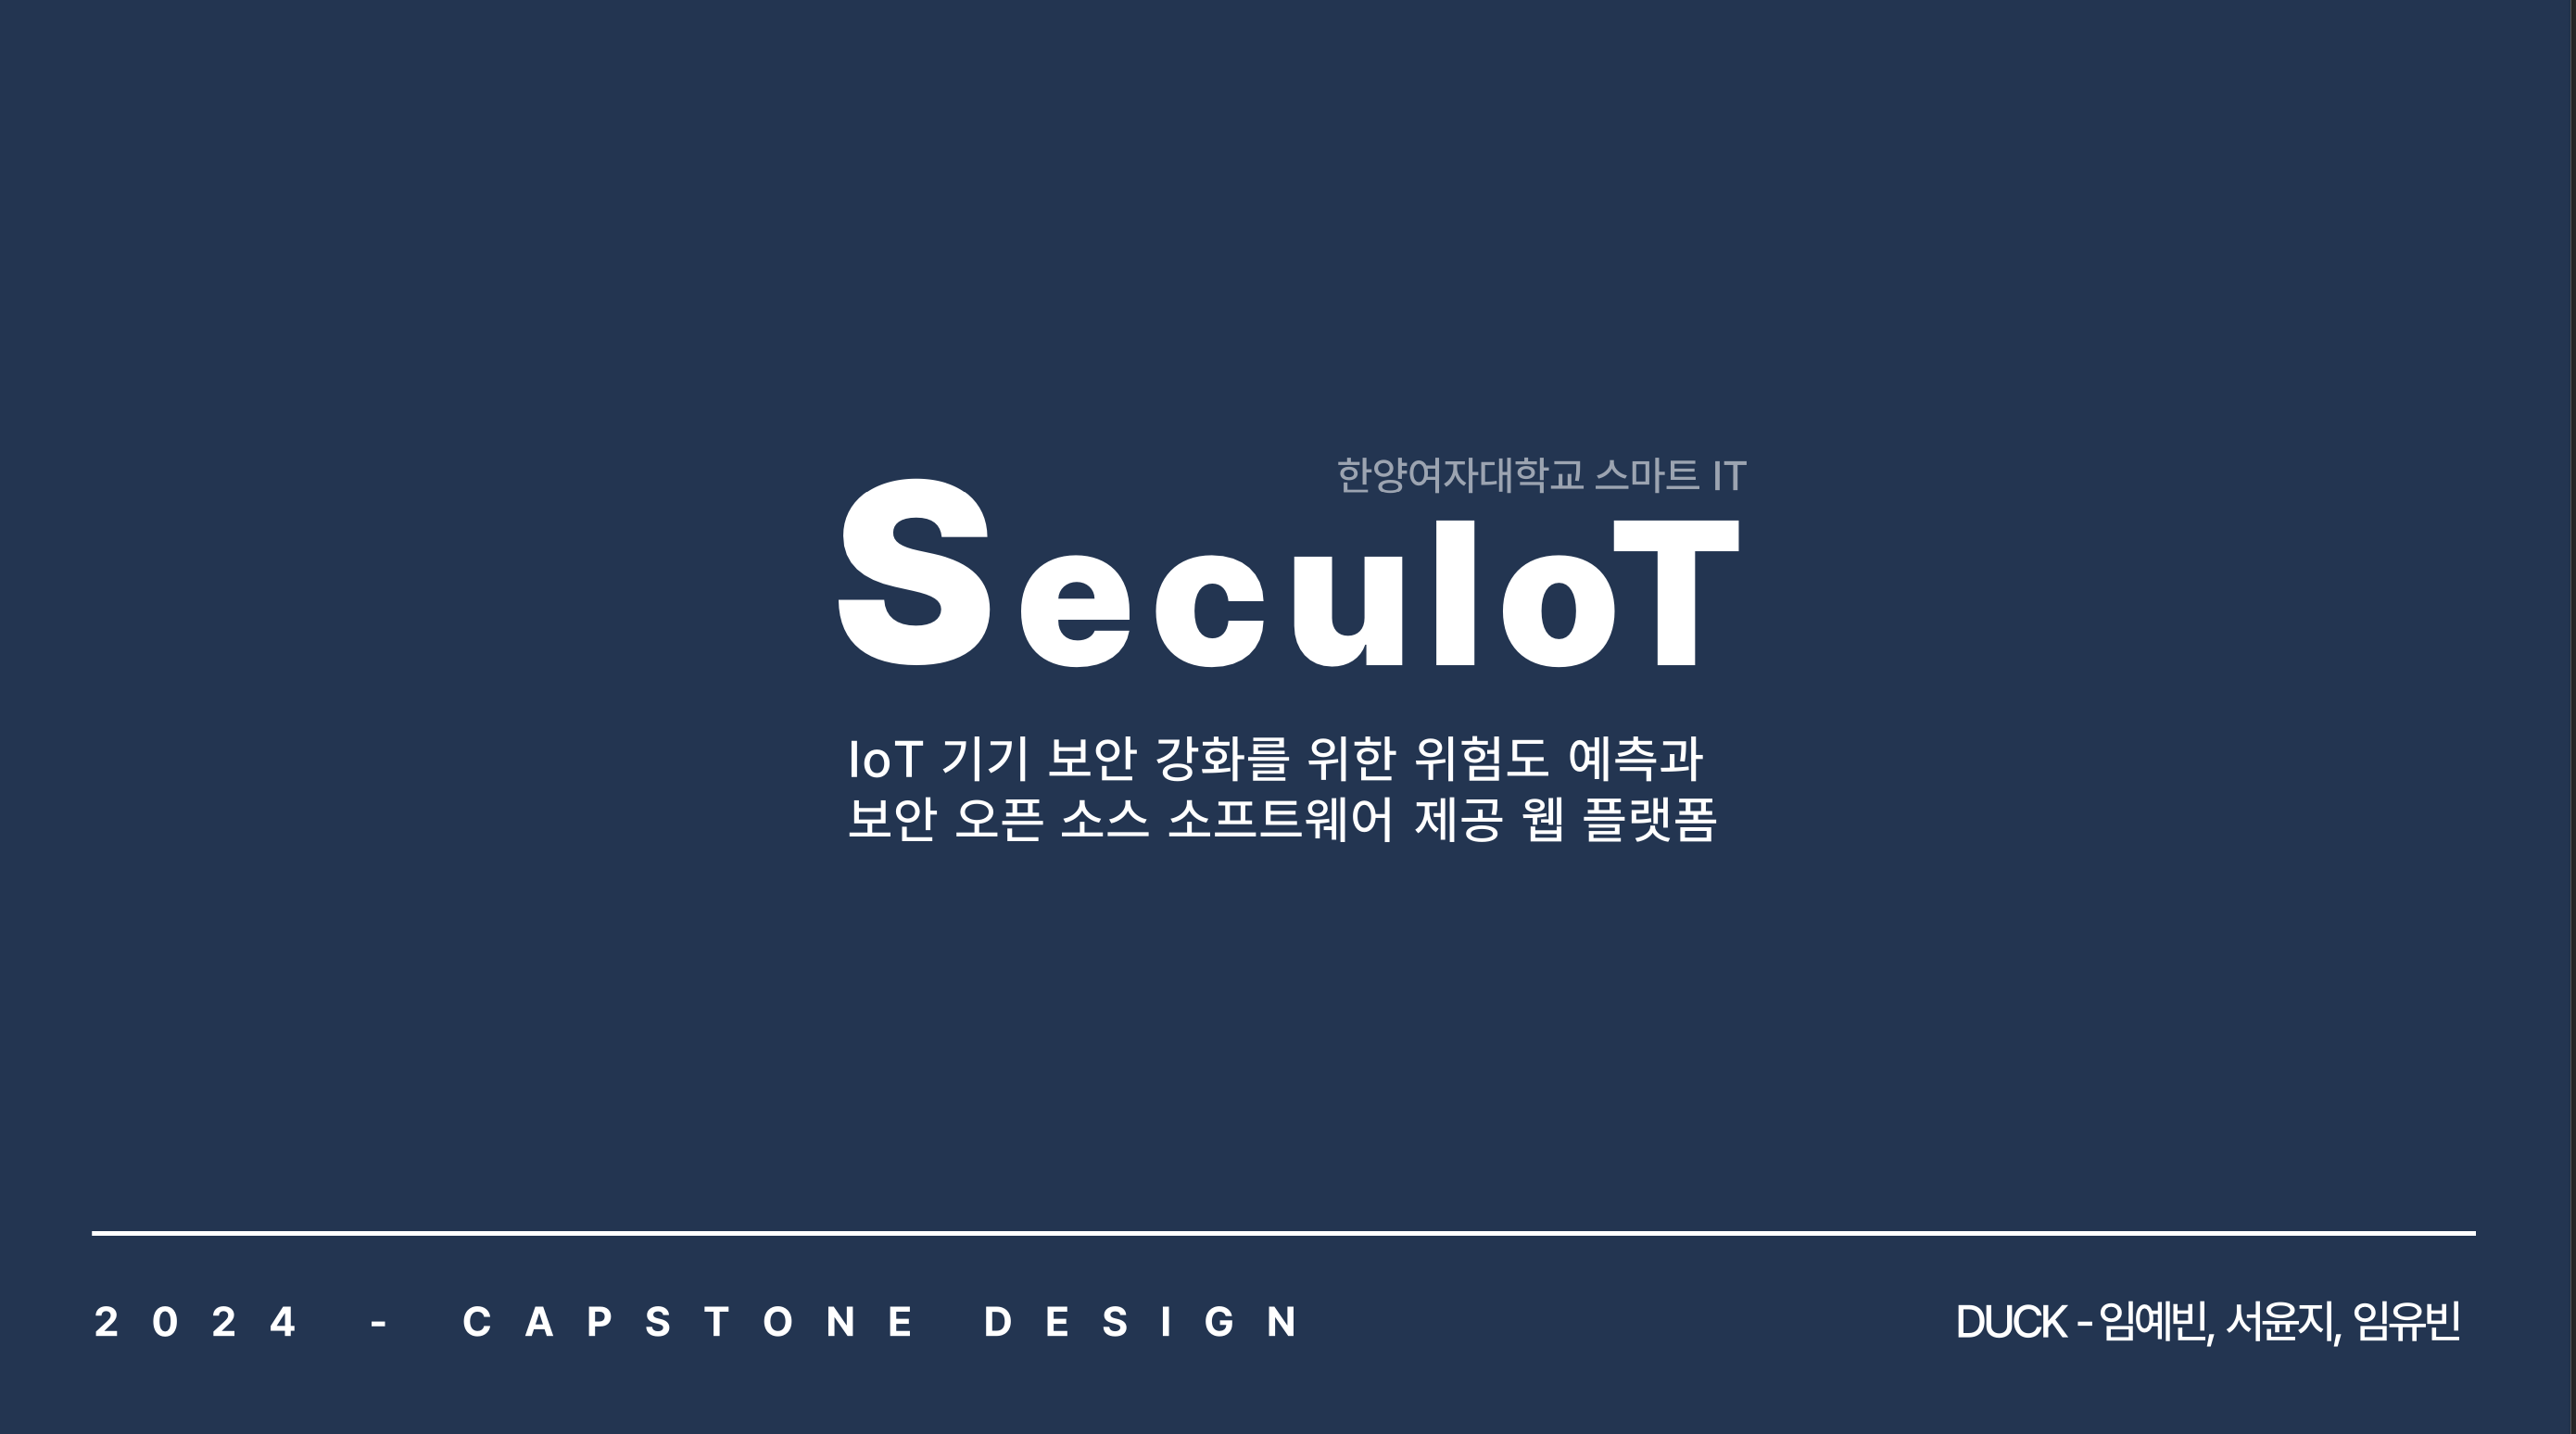 한양여자대학교 스마트 IT
SecuIoT
IoT 기기 보안 강화를 위한 위험도 예측과
보안 오픈 소스 소프트웨어 제공 웹 플랫폼
2024 - CAPSTONE DESIGN
DUCK - 임예빈, 서윤지, 임유빈